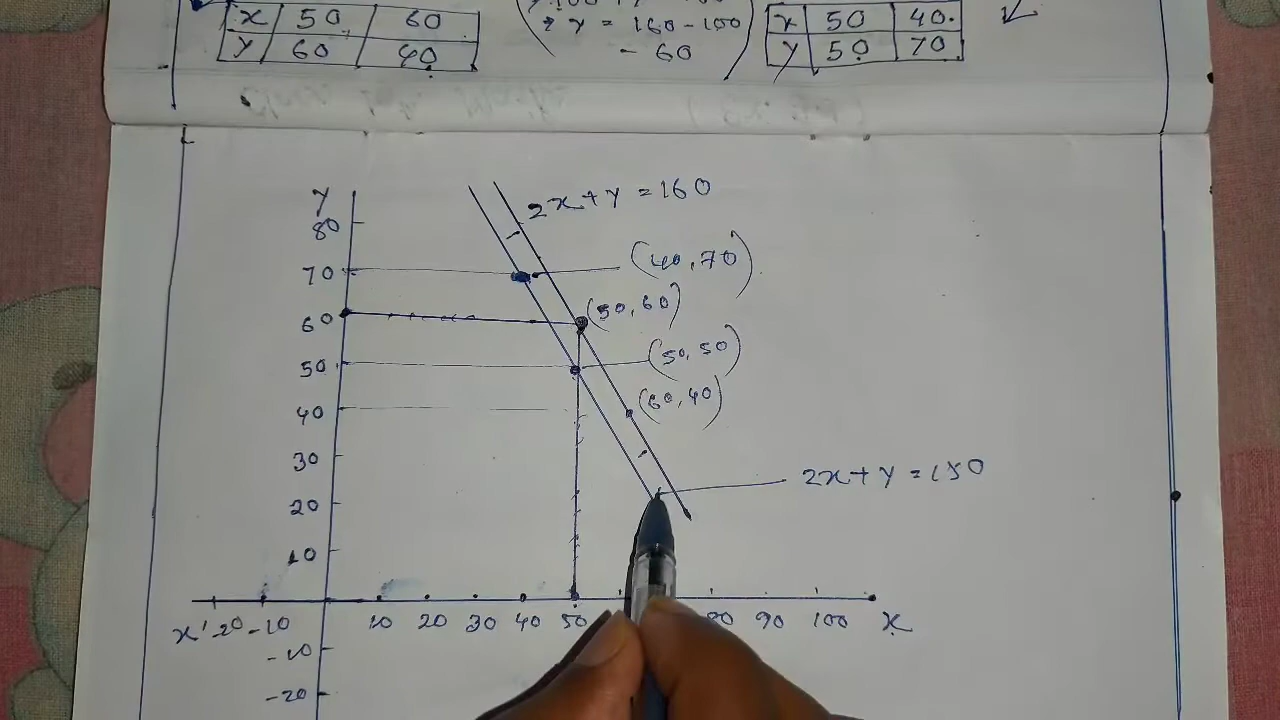 x 50 60
y 60 40
y = 160 - 100
- 60
x 50 40
y 50 70
y
2x + y = 160
80
(40, 70)
70
(50, 60)
60
(50, 50)
50
(60, 40)
40
30
2x + y = 150
20
10
x' -20 -10 10 20 30 40 50 80 90 100 x
-10
-20